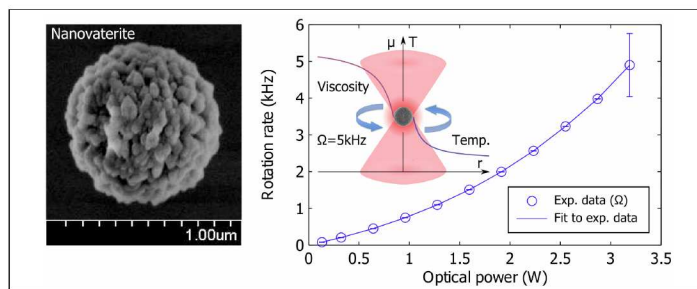 Nanovaterite
1.00um
Rotation rate (kHz)
6
5
4
3
2
1
0
0
0.5
1
1.5
2
2.5
3
3.5
Optical power (W)
μ T
Viscosity
Ω=5kHz
Temp.
r
Exp. data (Ω)
Fit to exp. data